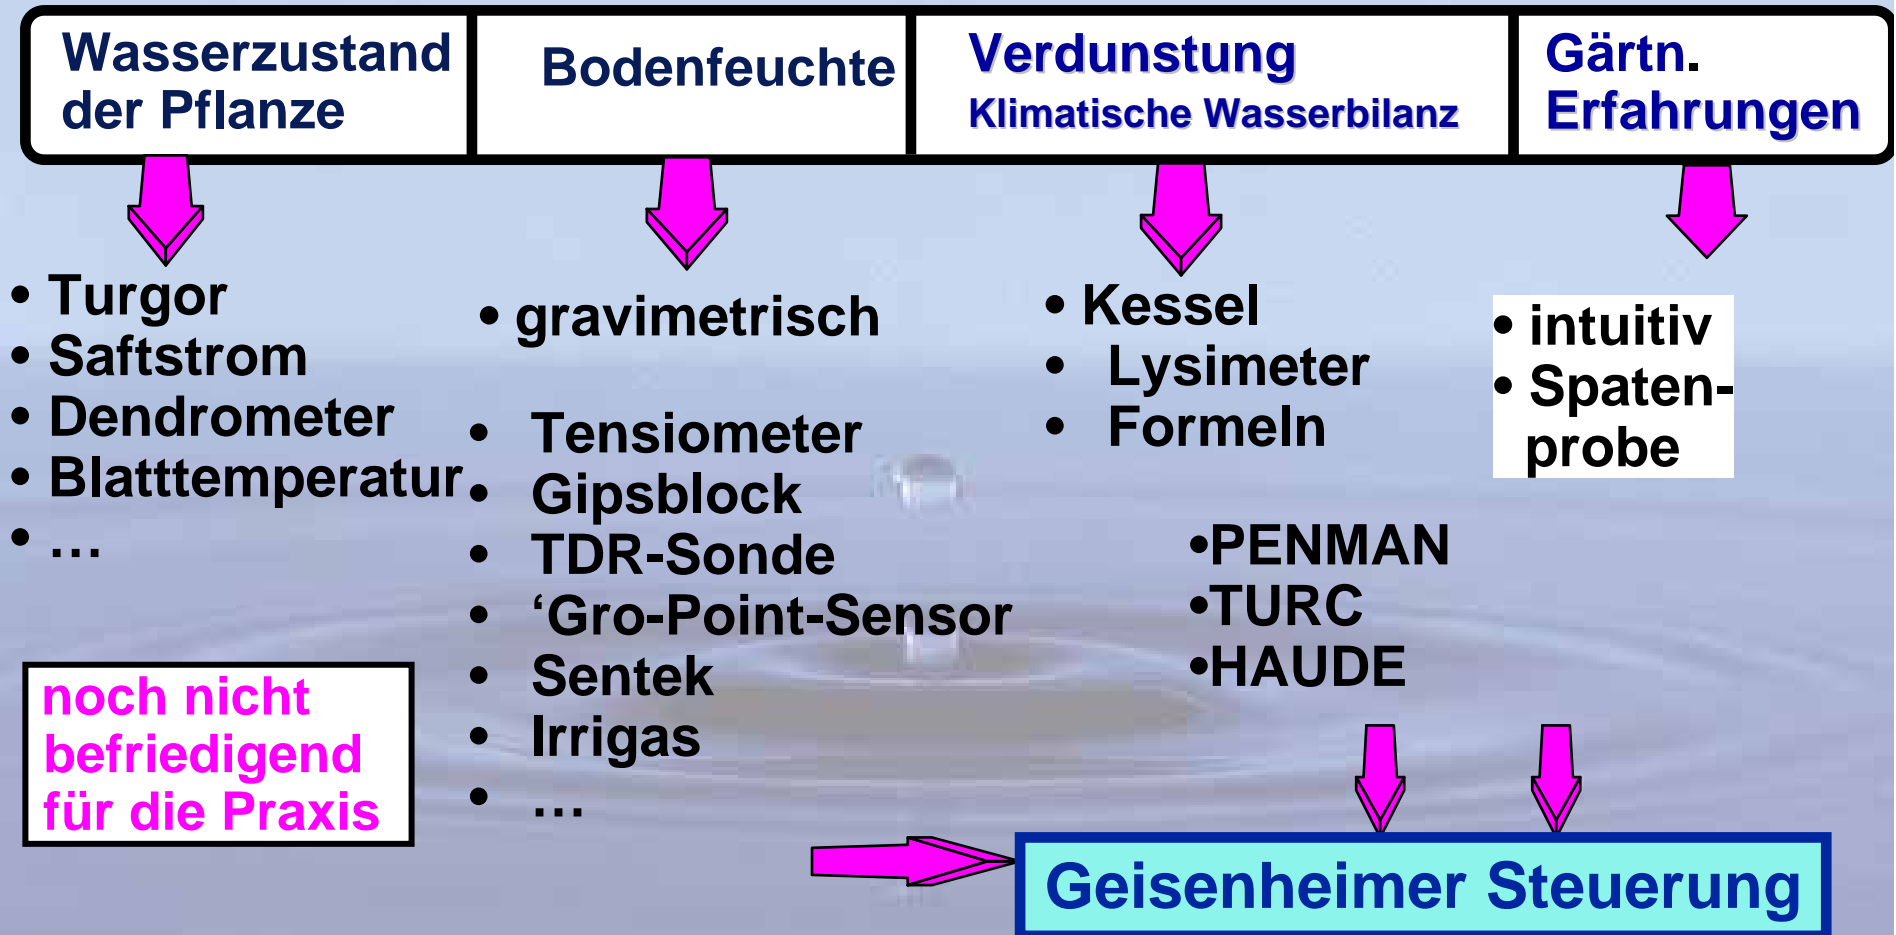 Wasserzustand
der Pflanze
Bodenfeuchte
Verdunstung
Klimatische Wasserbilanz
Gärtn.
Erfahrungen
• Turgor
• Saftstrom
• Dendrometer
• Blatttemperatur
• …
noch nicht
befriedigend
für die Praxis
• gravimetrisch
• Tensiometer
• Gipsblock
• TDR-Sonde
• ‘Gro-Point-Sensor
• Sentek
• Irrigas
• …
• Kessel
• Lysimeter
• Formeln
•PENMAN
•TURC
•HAUDE
• intuitiv
• Spaten-
probe
Geisenheimer Steuerung